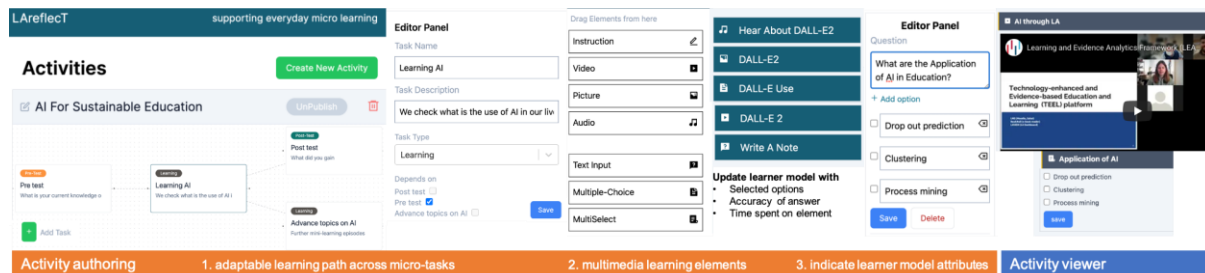 LAreflecT
supporting everyday micro learning
Activities
Create New Activity
AI For Sustainable Education
UnPublish
Post Test
Post test
What did you gain
Pre Test
Pre test
What is your current knowledge o
Learning
Learning AI
We check what is the use of AI i
Learning
Advance topics on AI
Further mini-learning episodes
+ Add Task
Editor Panel
Task Name
Learning AI
Task Description
We check what is the use of AI in our liv
Task Type
Learning
Depends on
Post test
Pre test
Advance topics on AI
Save
Drag Elements from here
Instruction
Video
Picture
Audio
Text Input
Multiple-Choice
MultiSelect
Hear About DALL-E2
DALL-E2
DALL-E Use
DALL-E 2
Write A Note
Update learner model with
• Selected options
• Accuracy of answer
• Time spent on element
Editor Panel
Question
What are the Application
of AI in Education?
+ Add option
Drop out prediction
Clustering
Process mining
Save
Delete
AI through LA
Learning and Evidence Analytics Framework (LEA
Technology-enhanced and
Evidence-based Education and
Learning (TEEL) platform
Application of AI
Drop out prediction
Clustering
Process mining
save
Activity authoring
1. adaptable learning path across micro-tasks
2. multimedia learning elements
3. indicate learner model attributes
Activity viewer